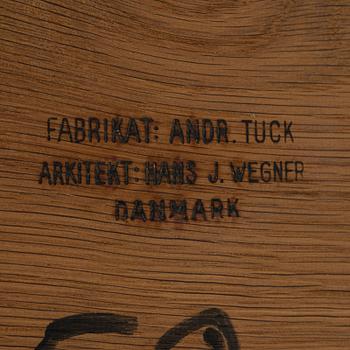 FABRIKAT: ANDR. TUCK
ARKITEKT: HANS J. WEGNER
DANMARK